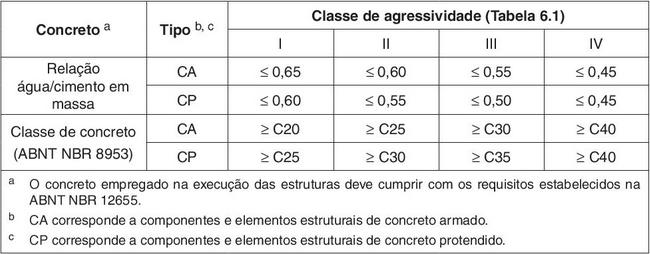 Concreto a Tipo b, c Classe de agressividade (Tabela 6.1)
I II III IV
Relação água/cimento em massa CA ≤ 0,65 ≤ 0,60 ≤ 0,55 ≤ 0,45
CP ≤ 0,60 ≤ 0,55 ≤ 0,50 ≤ 0,45
Classe de concreto (ABNT NBR 8953) CA ≥ C20 ≥ C25 ≥ C30 ≥ C40
CP ≥ C25 ≥ C30 ≥ C35 ≥ C40
a O concreto empregado na execução das estruturas deve cumprir com os requisitos estabelecidos na
ABNT NBR 12655.
b CA corresponde a componentes e elementos estruturais de concreto armado.
c CP corresponde a componentes e elementos estruturais de concreto protendido.